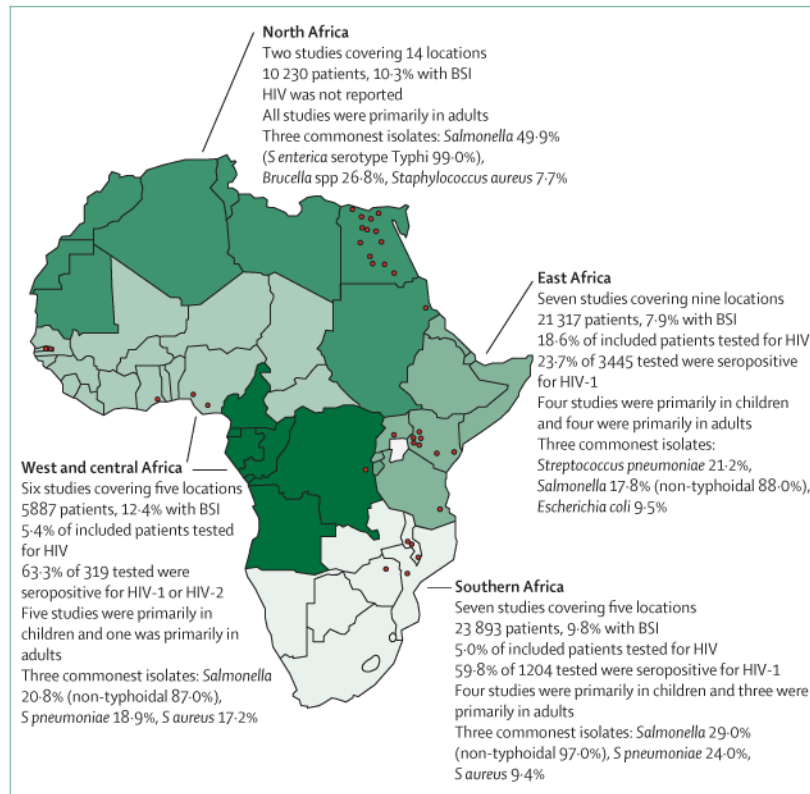 North Africa
Two studies covering 14 locations
10 230 patients, 10·3% with BSI
HIV was not reported
All studies were primarily in adults
Three commonest isolates: Salmonella 49·9%
(S enterica serotype Typhi 99·0%),
Brucella spp 26·8%, Staphylococcus aureus 7·7%
East Africa
Seven studies covering nine locations
21 317 patients, 7·9% with BSI
18·6% of included patients tested for HIV
23·7% of 3445 tested were seropositive
for HIV-1
Four studies were primarily in children
and four were primarily in adults
Three commonest isolates:
Streptococcus pneumoniae 21·2%,
Salmonella 17·8% (non-typhoidal 88·0%),
Escherichia coli 9·5%
West and central Africa
Six studies covering five locations
5887 patients, 12·4% with BSI
5·4% of included patients tested
for HIV
63·3% of 319 tested were
seropositive for HIV-1 or HIV-2
Five studies were primarily in
children and one was primarily in
adults
Three commonest isolates: Salmonella
20·8% (non-typhoidal 87·0%),
S pneumoniae 18·9%, S aureus 17·2%
Southern Africa
Seven studies covering five locations
23 893 patients, 9·8% with BSI
5·0% of included patients tested for HIV
59·8% of 1204 tested were seropositive for HIV-1
Four studies were primarily in children and three were
primarily in adults
Three commonest isolates: Salmonella 29·0%
(non-typhoidal 97·0%), S pneumoniae 24·0%,
S aureus 9·4%